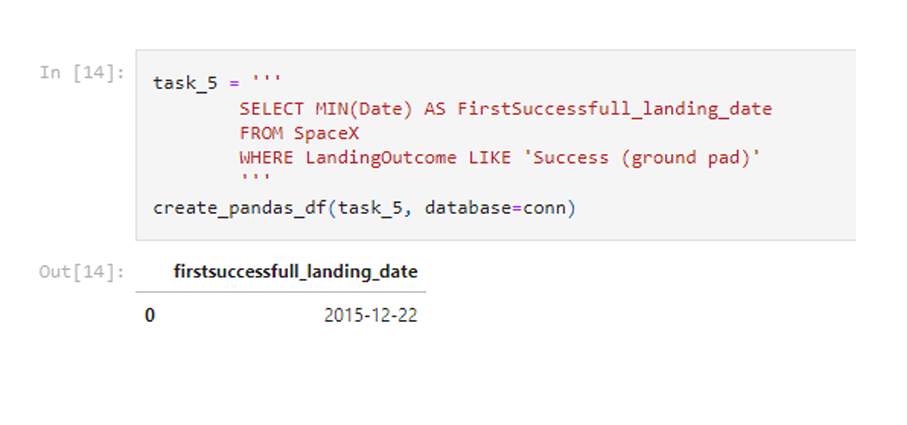 In [14]:
task_5 = '''
SELECT MIN(Date) AS FirstSuccessfull_landing_date
FROM SpaceX
WHERE LandingOutcome LIKE 'Success (ground pad)'
'''
create_pandas_df(task_5, database=conn)
Out[14]:
firstsuccessfull_landing_date
0 2015-12-22